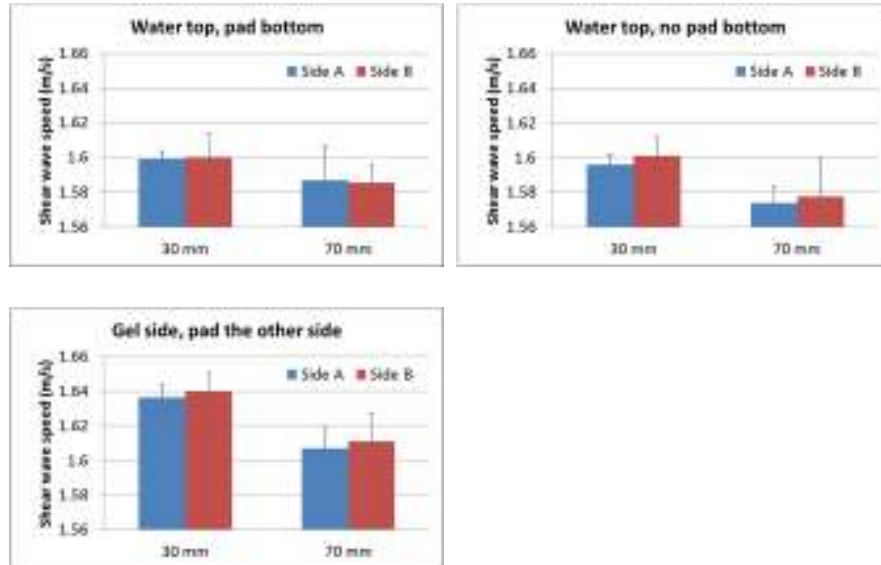 Water top, pad bottom
Shear wave speed (m/s)
1.66
1.64
1.62
1.6
1.58
1.56
Side A Side B
30 mm 70 mm
Water top, no pad bottom
Shear wave speed (m/s)
1.66
1.64
1.62
1.6
1.58
1.56
Side A Side B
30 mm 70 mm
Gel side, pad the other side
Shear wave speed (m/s)
1.66
1.64
1.62
1.6
1.58
1.56
Side A Side B
30 mm 70 mm